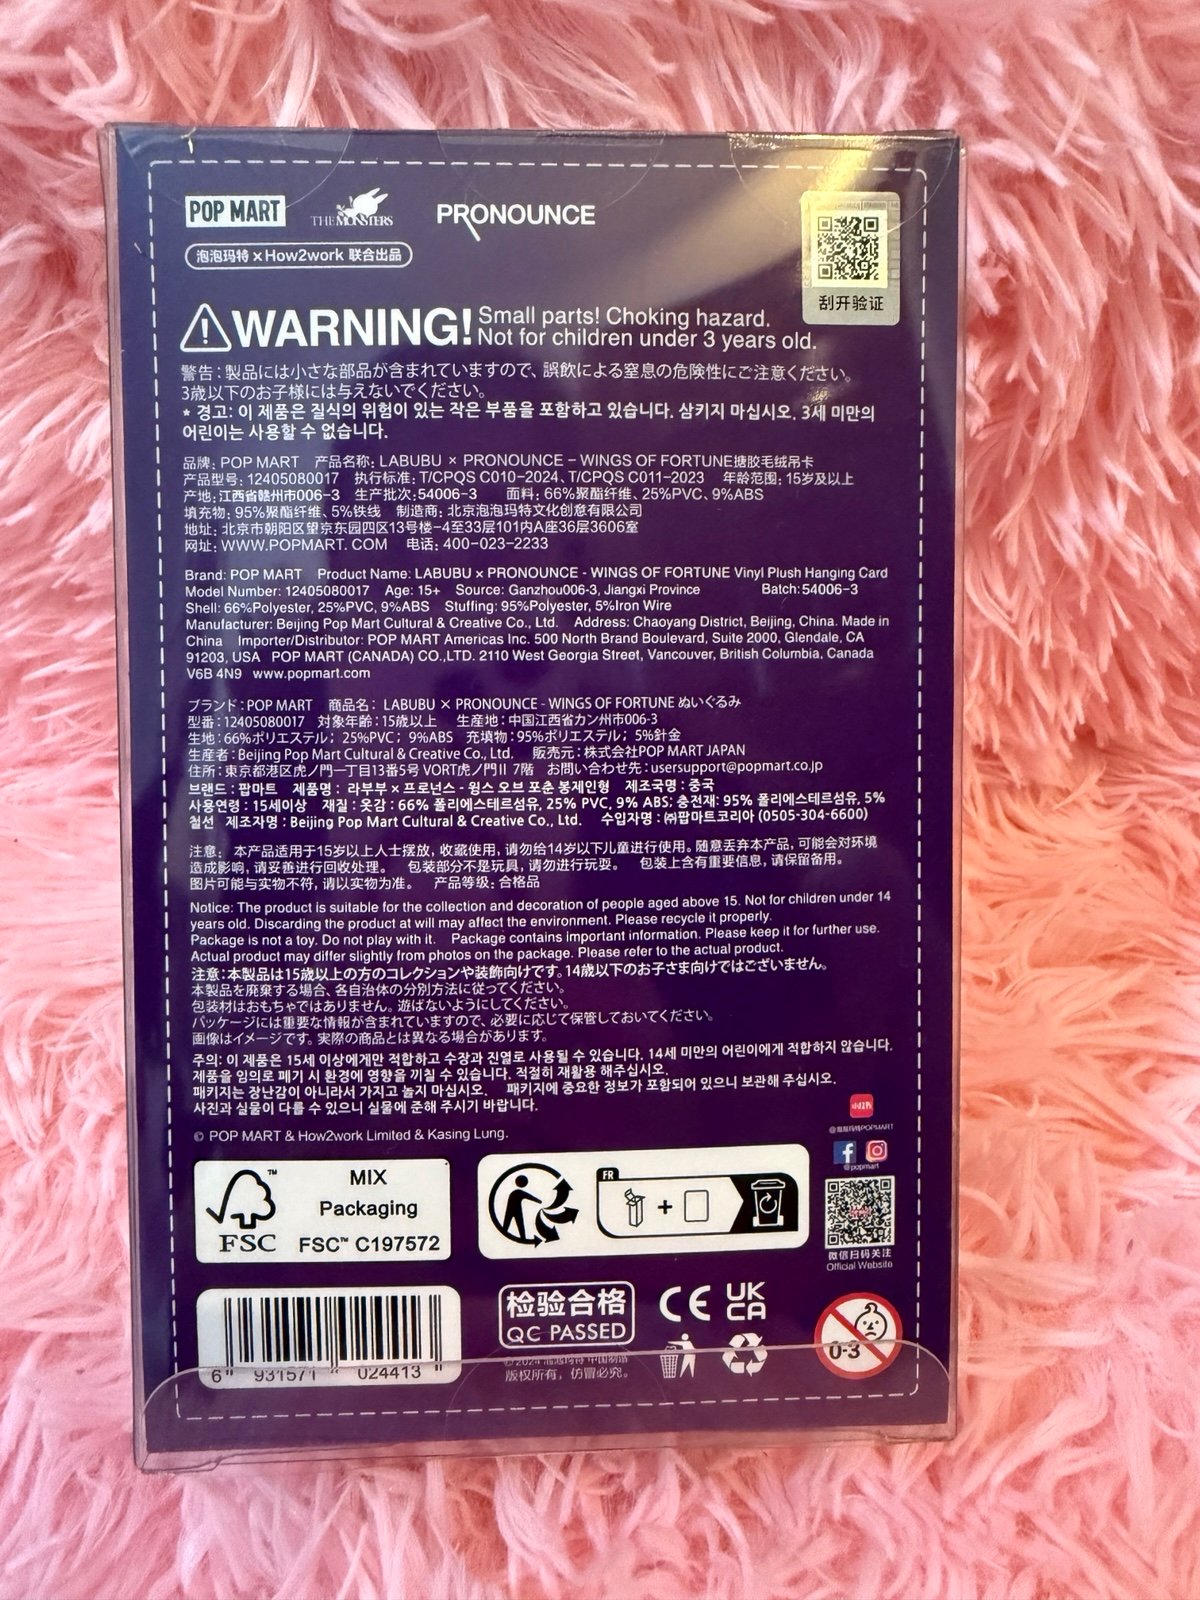 POP MART
THE MONSTERS
PRONOUNCE
泡泡玛特×How2work 联合出品
刮开验证
WARNING! Small parts! Choking hazard.
Not for children under 3 years old.
警告:製品には小さな部品が含まれていますので、誤飲による窒息の危険性にご注意ください。
3歳以下のお子様には与えないでください。
* 경고: 이 제품은 질식의 위험이 있는 작은 부품을 포함하고 있습니다. 삼키지 마십시오. 3세 미만의
어린이는 사용할 수 없습니다.
品牌: POP MART 产品名称: LABUBU × PRONOUNCE – WINGS OF FORTUNE搪胶毛绒吊卡
产品型号: 12405080017 执行标准: T/CPQS C010-2024、T/CPQS C011-2023 年龄范围: 15岁及以上
产地: 江西省赣州市006-3 生产批次:54006-3 面料: 66%聚酯纤维、25%PVC、9%ABS
填充物: 95%聚酯纤维、5%铁线 制造商: 北京泡泡玛特文化创意有限公司
地址: 北京市朝阳区望京东园四区13号楼-4至33层101内A座36层3606室
网址: WWW.POPMART. COM 电话: 400-023-2233
Brand: POP MART Product Name: LABUBU × PRONOUNCE - WINGS OF FORTUNE Vinyl Plush Hanging Card
Model Number: 12405080017 Age: 15+ Source: Ganzhou006-3, Jiangxi Province Batch:54006-3
Shell: 66%Polyester, 25%PVC, 9%ABS Stuffing: 95%Polyester, 5%Iron Wire
Manufacturer: Beijing Pop Mart Cultural & Creative Co., Ltd. Address: Chaoyang District, Beijing, China. Made in
China Importer/Distributor: POP MART Americas Inc. 500 North Brand Boulevard, Suite 2000, Glendale, CA
91203, USA POP MART (CANADA) CO.,LTD. 2110 West Georgia Street, Vancouver, British Columbia, Canada
V6B 4N9 www.popmart.com
ブランド:POP MART 商品名: LABUBU × PRONOUNCE - WINGS OF FORTUNE ぬいぐるみ
型番:12405080017 対象年齢:15歳以上 生産地:中国江西省カン州市006-3
生地:66%ポリエステル; 25%PVC; 9%ABS 充填物:95%ポリエステル; 5%針金
生産者:Beijing Pop Mart Cultural & Creative Co., Ltd. 販売元:株式会社POP MART JAPAN
住所:東京都港区虎ノ門一丁目13番5号 VORT虎ノ門II 7階 お問い合わせ先:usersupport@popmart.co.jp
브랜드 : 팝마트 제품명 : 라부부 × 프로넌스 - 윙스 오브 포춘 봉제인형 제조국명 : 중국
사용연령 : 15세이상 재질 : 옷감 : 66% 폴리에스테르섬유, 25% PVC, 9% ABS; 충전재: 95% 폴리에스테르섬유, 5%
철선 제조자명 : Beijing Pop Mart Cultural & Creative Co., Ltd. 수입자명 : ㈜팝마트코리아 (0505-304-6600)
注意: 本产品适用于15岁以上人士摆放,收藏使用,请勿给14岁以下儿童进行使用。随意丢弃本产品,可能会对环境
造成影响,请妥善进行回收处理。 包装部分不是玩具,请勿进行玩耍。 包装上含有重要信息,请保留备用。
图片可能与实物不符,请以实物为准。 产品等级: 合格品
Notice: The product is suitable for the collection and decoration of people aged above 15. Not for children under 14
years old. Discarding the product at will may affect the environment. Please recycle it properly.
Package is not a toy. Do not play with it. Package contains important information. Please keep it for further use.
Actual product may differ slightly from photos on the package. Please refer to the actual product.
注意:本製品は15歳以上の方のコレクションや装飾向けです。14歳以下のお子さま向けではございません。
本製品を廃棄する場合、各自治体の分別方法に従ってください。
包装材はおもちゃではありません。遊ばないようにしてください。
パッケージには重要な情報が含まれていますので、必要に応じて保管しておいてください。
画像はイメージです。実際の商品とは異なる場合があります。
주의: 이 제품은 15세 이상에게만 적합하고 수장과 진열로 사용될 수 있습니다. 14세 미만의 어린이에게 적합하지 않습니다.
제품을 임의로 폐기 시 환경에 영향을 끼칠 수 있습니다. 적절히 재활용 해주십시오.
패키지는 장난감이 아니라서 가지고 놀지 마십시오. 패키지에 중요한 정보가 포함되어 있으니 보관해 주십시오.
사진과 실물이 다를 수 있으니 실물에 준해 주시기 바랍니다.
小红书
@泡泡玛特POPMART
© POP MART & How2work Limited & Kasing Lung.
@popmart
FSC™
MIX
Packaging
FSC™ C197572
FR
微信扫码关注
Official Website
6 931571 024413
检验合格
QC PASSED
版权所有,仿冒必究。
CE
UK
CA
0-3